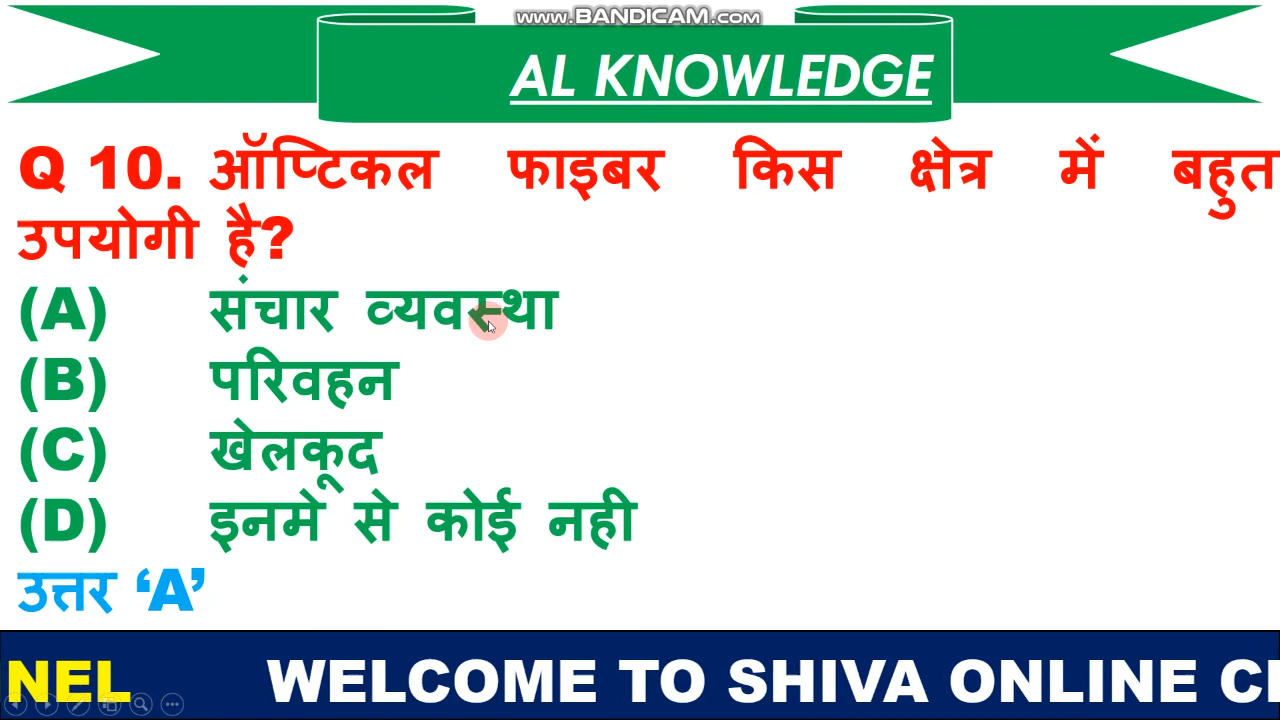 www.BANDICAM.com
AL KNOWLEDGE
Q 10. ऑप्टिकल फाइबर किस क्षेत्र में बहुत
उपयोगी है?
(A) संचार व्यवस्था
(B) परिवहन
(C) खेलकूद
(D) इनमे से कोई नही
उत्तर ‘A’
NEL WELCOME TO SHIVA ONLINE